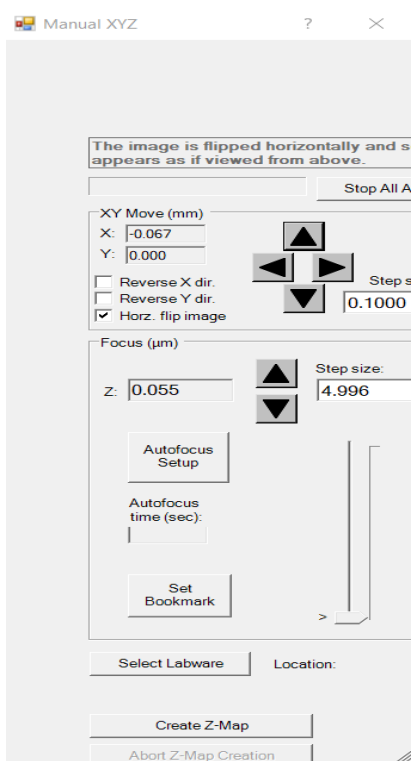 Manual XYZ
The image is flipped horizontally and s
appears as if viewed from above.
Stop All A
XY Move (mm)
X: -0.067
Y: 0.000
Reverse X dir.
Reverse Y dir.
Horz. flip image
Step s
0.1000
Focus (µm)
Z: 0.055
Step size:
4.996
Autofocus
Setup
Autofocus
time (sec):
Set
Bookmark
>
Select Labware
Location:
Create Z-Map
Abort Z-Map Creation